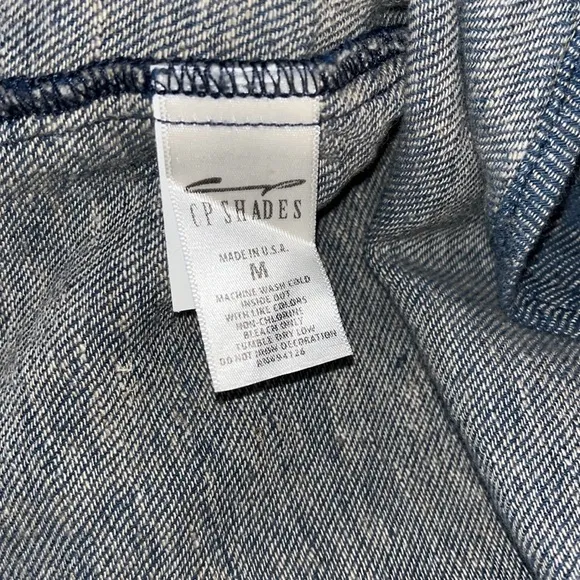 CP SHADES
MADE IN U.S.A.
M
MACHINE WASH COLD
INSIDE OUT
WITH LIKE COLORS
NON-CHLORINE
BLEACH ONLY
TUMBLE DRY LOW
DO NOT IRON DECORATION
RN#94126